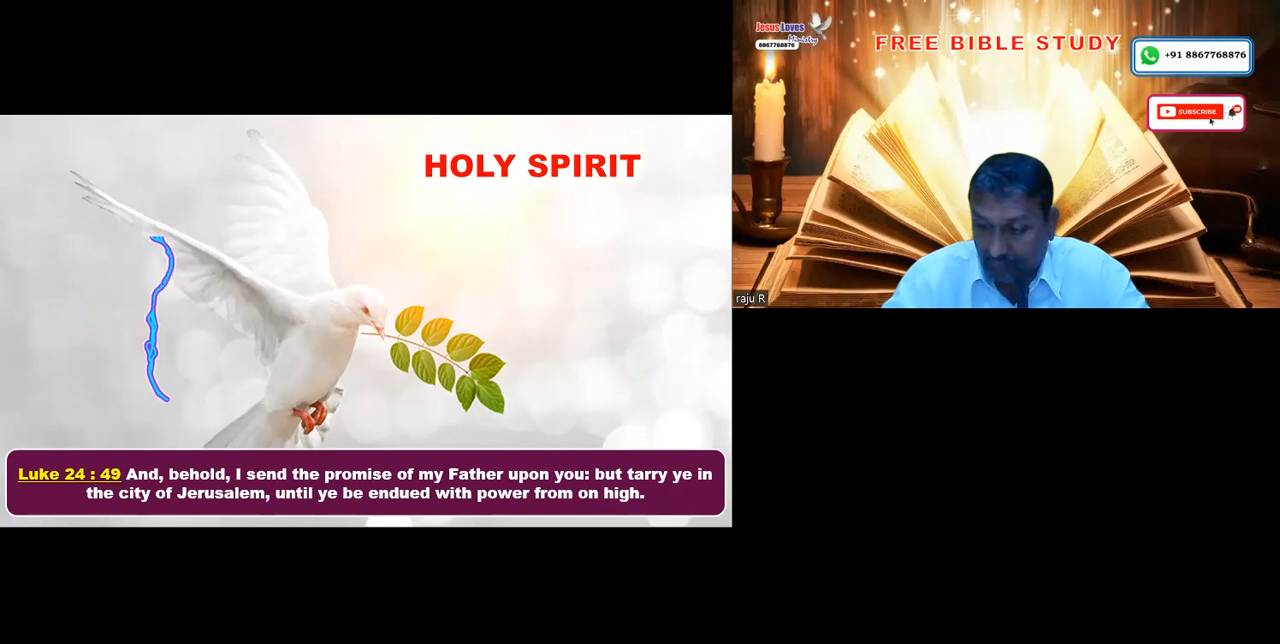 HOLY SPIRIT
Luke 24 : 49 And, behold, I send the promise of my Father upon you: but tarry ye in
the city of Jerusalem, until ye be endued with power from on high.
Jesus Loves
Ministry
8867768876
FREE BIBLE STUDY
+91 8867768876
SUBSCRIBE
raju R